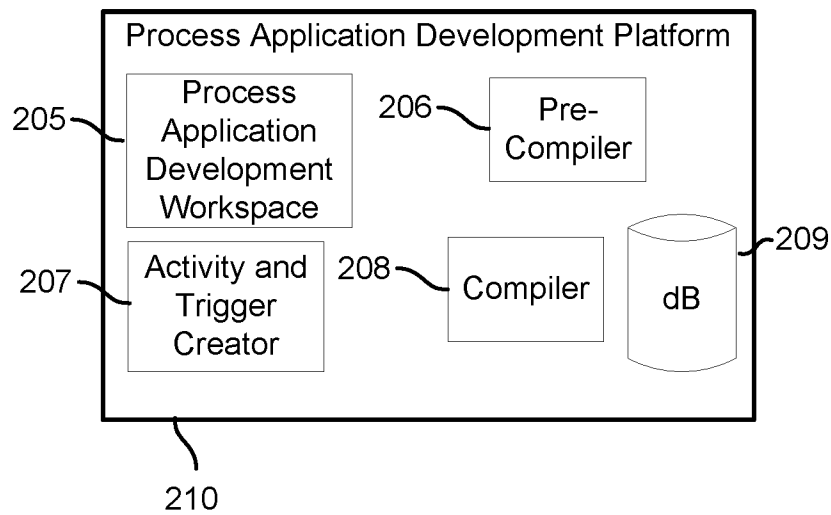 Process Application Development Platform
205
Process
Application
Development
Workspace
206
Pre-
Compiler
207
Activity and
Trigger
Creator
208
Compiler
209
dB
210